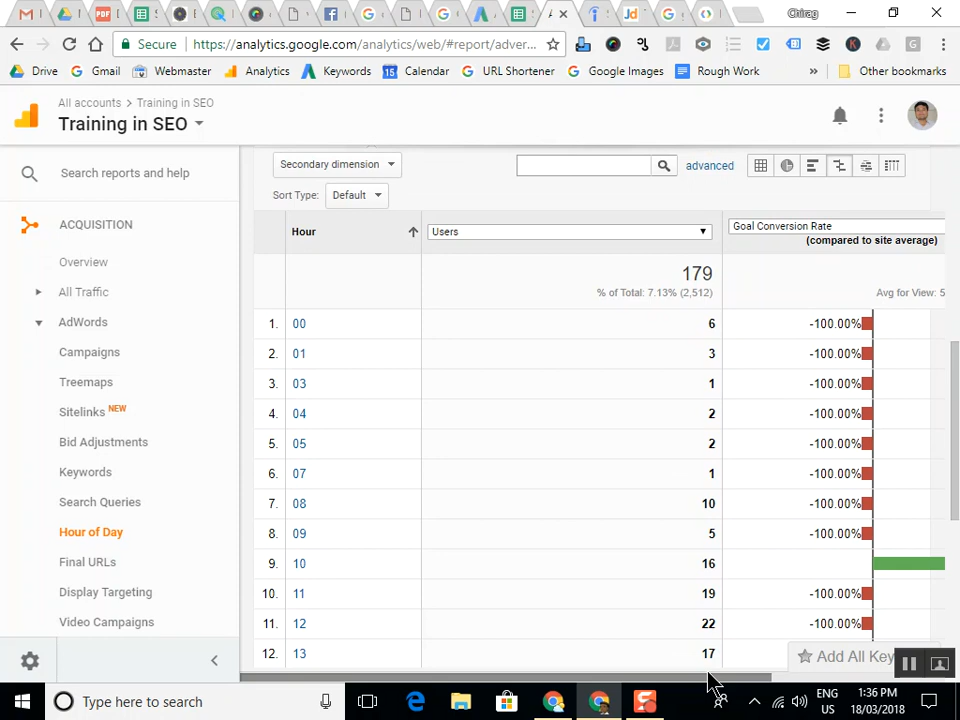 PDF
Jd
Chirag
Secure
https://analytics.google.com/analytics/web/#report/adver...
Drive
Gmail
Webmaster
Analytics
Keywords
15
Calendar
URL Shortener
Google Images
Rough Work
»
Other bookmarks
All accounts > Training in SEO
Training in SEO
Search reports and help
ACQUISITION
Overview
All Traffic
AdWords
Campaigns
Treemaps
Sitelinks NEW
Bid Adjustments
Keywords
Search Queries
Hour of Day
Final URLs
Display Targeting
Video Campaigns
Secondary dimension
advanced
Sort Type: Default
Hour
Users
Goal Conversion Rate
(compared to site average)
179
% of Total: 7.13% (2,512)
Avg for View: 5
1. 00 6 -100.00%
2. 01 3 -100.00%
3. 03 1 -100.00%
4. 04 2 -100.00%
5. 05 2 -100.00%
6. 07 1 -100.00%
7. 08 10 -100.00%
8. 09 5 -100.00%
9. 10 16
10. 11 19 -100.00%
11. 12 22 -100.00%
12. 13 17
Add All Key
Type here to search
ENG
US
1:36 PM
18/03/2018